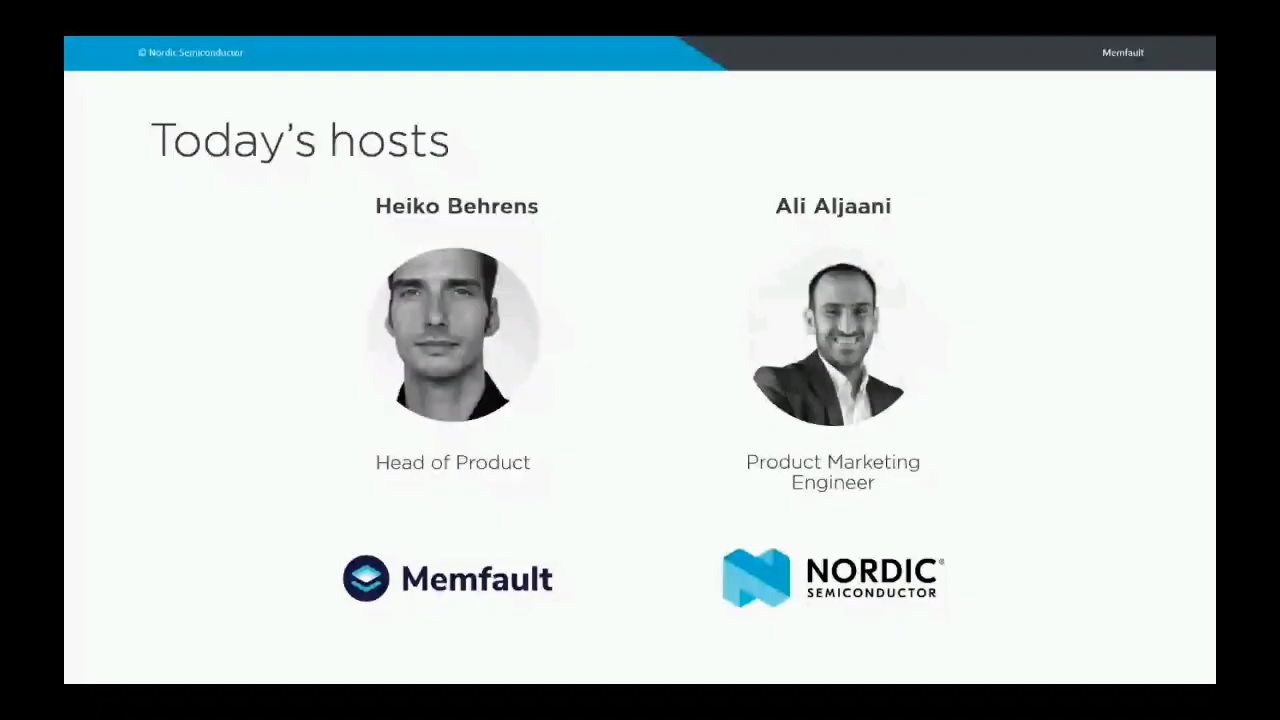 © Nordic Semiconductor
Memfault
Today's hosts
Heiko Behrens
Ali Aljaani
Head of Product
Product Marketing
Engineer
Memfault
NORDIC®
SEMICONDUCTOR